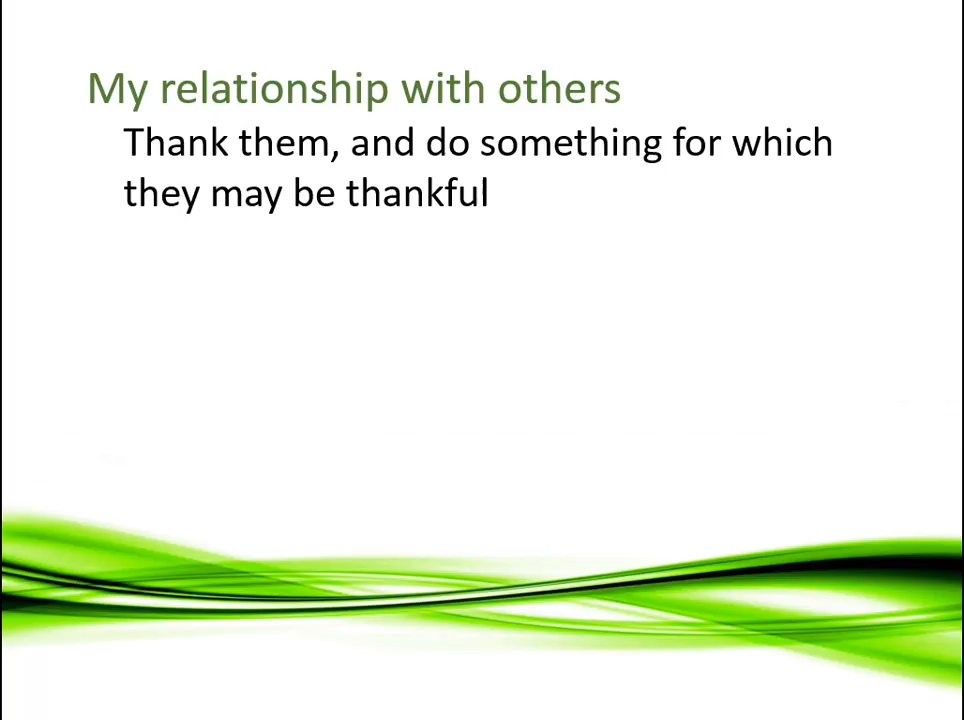 My relationship with others
Thank them, and do something for which
they may be thankful